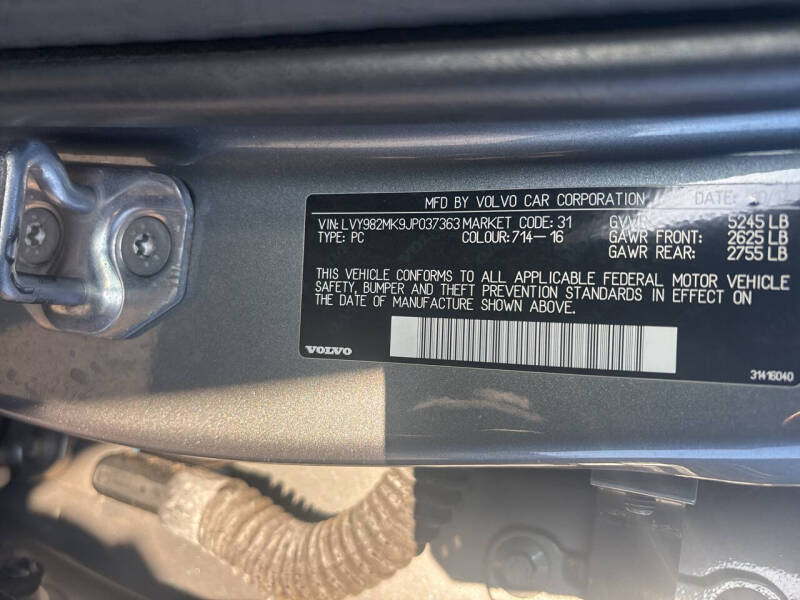 MFD BY VOLVO CAR CORPORATION DATE:
VIN: LVY982MK9JP037363 MARKET CODE: 31 GVWR 5245 LB
TYPE: PC COLOUR: 714-16 GAWR FRONT: 2625 LB
GAWR REAR: 2755 LB
THIS VEHICLE CONFORMS TO ALL APPLICABLE FEDERAL MOTOR VEHICLE
SAFETY, BUMPER AND THEFT PREVENTION STANDARDS IN EFFECT ON
THE DATE OF MANUFACTURE SHOWN ABOVE.
VOLVO
31416040